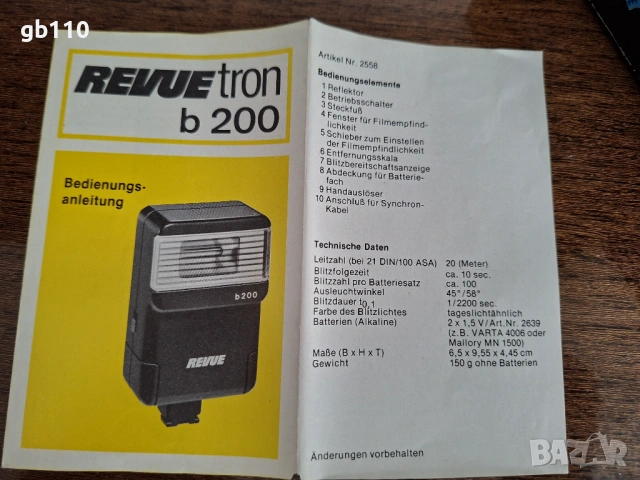 gb110
REVUEtron
b 200
Bedienungs-
anleitung
b200
REVUE
Artikel Nr. 2558
Bedienungselemente
1 Reflektor
2 Betriebsschalter
3 Steckfuß
4 Fenster für Filmempfind-
lichkeit
5 Schieber zum Einstellen
der Filmempfindlichkeit
6 Entfernungsskala
7 Blitzbereitschaftsanzeige
8 Abdeckung für Batterie-
fach
9 Handauslöser
10 Anschluß für Synchron-
Kabel
Technische Daten
Leitzahl (bei 21 DIN/100 ASA) 20 (Meter)
Blitzfolgezeit ca. 10 sec.
Blitzzahl pro Batteriesatz ca. 100
Ausleuchtwinkel 45°/58°
Blitzdauer t0,1 1/2200 sec.
Farbe des Blitzlichtes tageslichtähnlich
Batterien (Alkaline) 2 x 1,5 V/Art. Nr. 2639
(z.B. VARTA 4006 oder
Mallory MN 1500)
Maße (B x H x T) 6,5 x 9,55 x 4,45 cm
Gewicht 150 g ohne Batterien
Änderungen vorbehalten
BAZAR